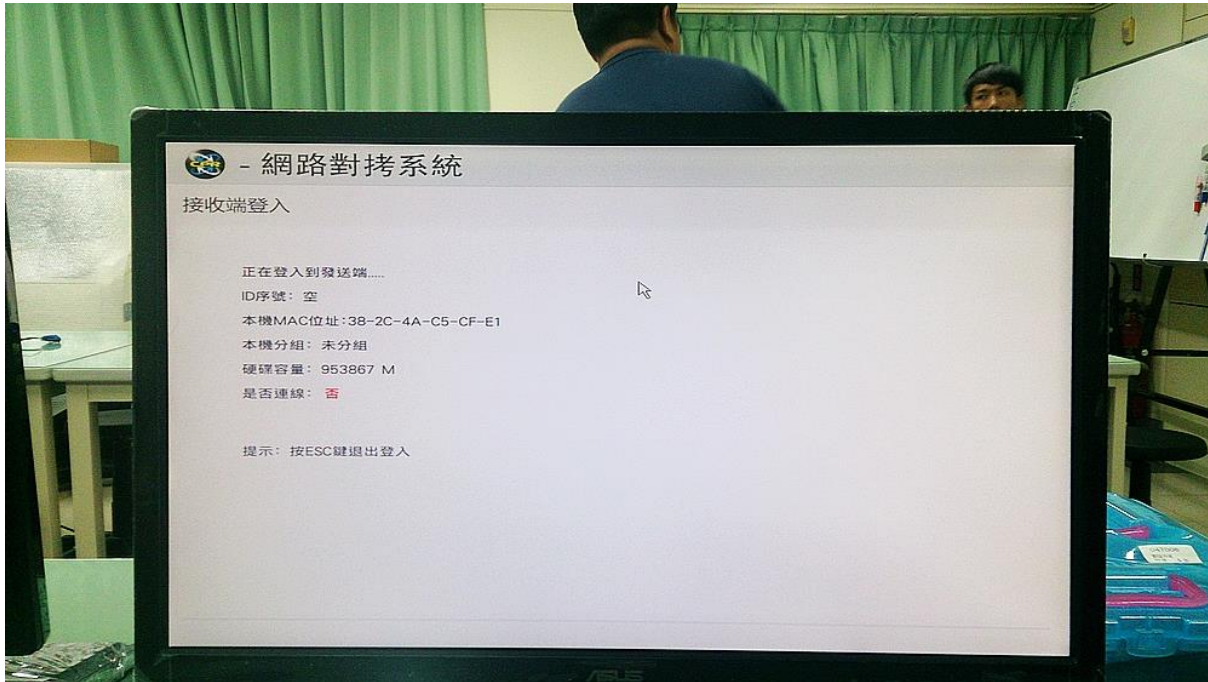 CPR - 網路對拷系統
接收端登入
正在登入到發送端.....
ID序號: 空
本機MAC位址:38-2C-4A-C5-CF-E1
本機分組: 未分組
硬碟容量: 953867 M
是否連線: 否
提示: 按ESC鍵退出登入
ASUS